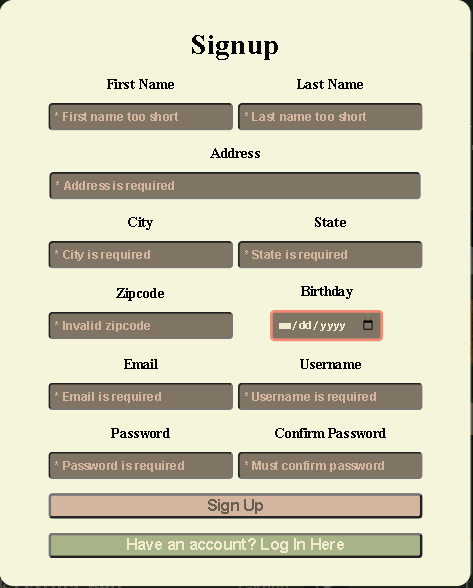 Signup
First Name Last Name
* First name too short * Last name too short
Address
* Address is required
City State
* City is required * State is required
Zipcode Birthday
* Invalid zipcode /dd/yyyy
Email Username
* Email is required * Username is required
Password Confirm Password
* Password is required * Must confirm password
Sign Up
Have an account? Log In Here